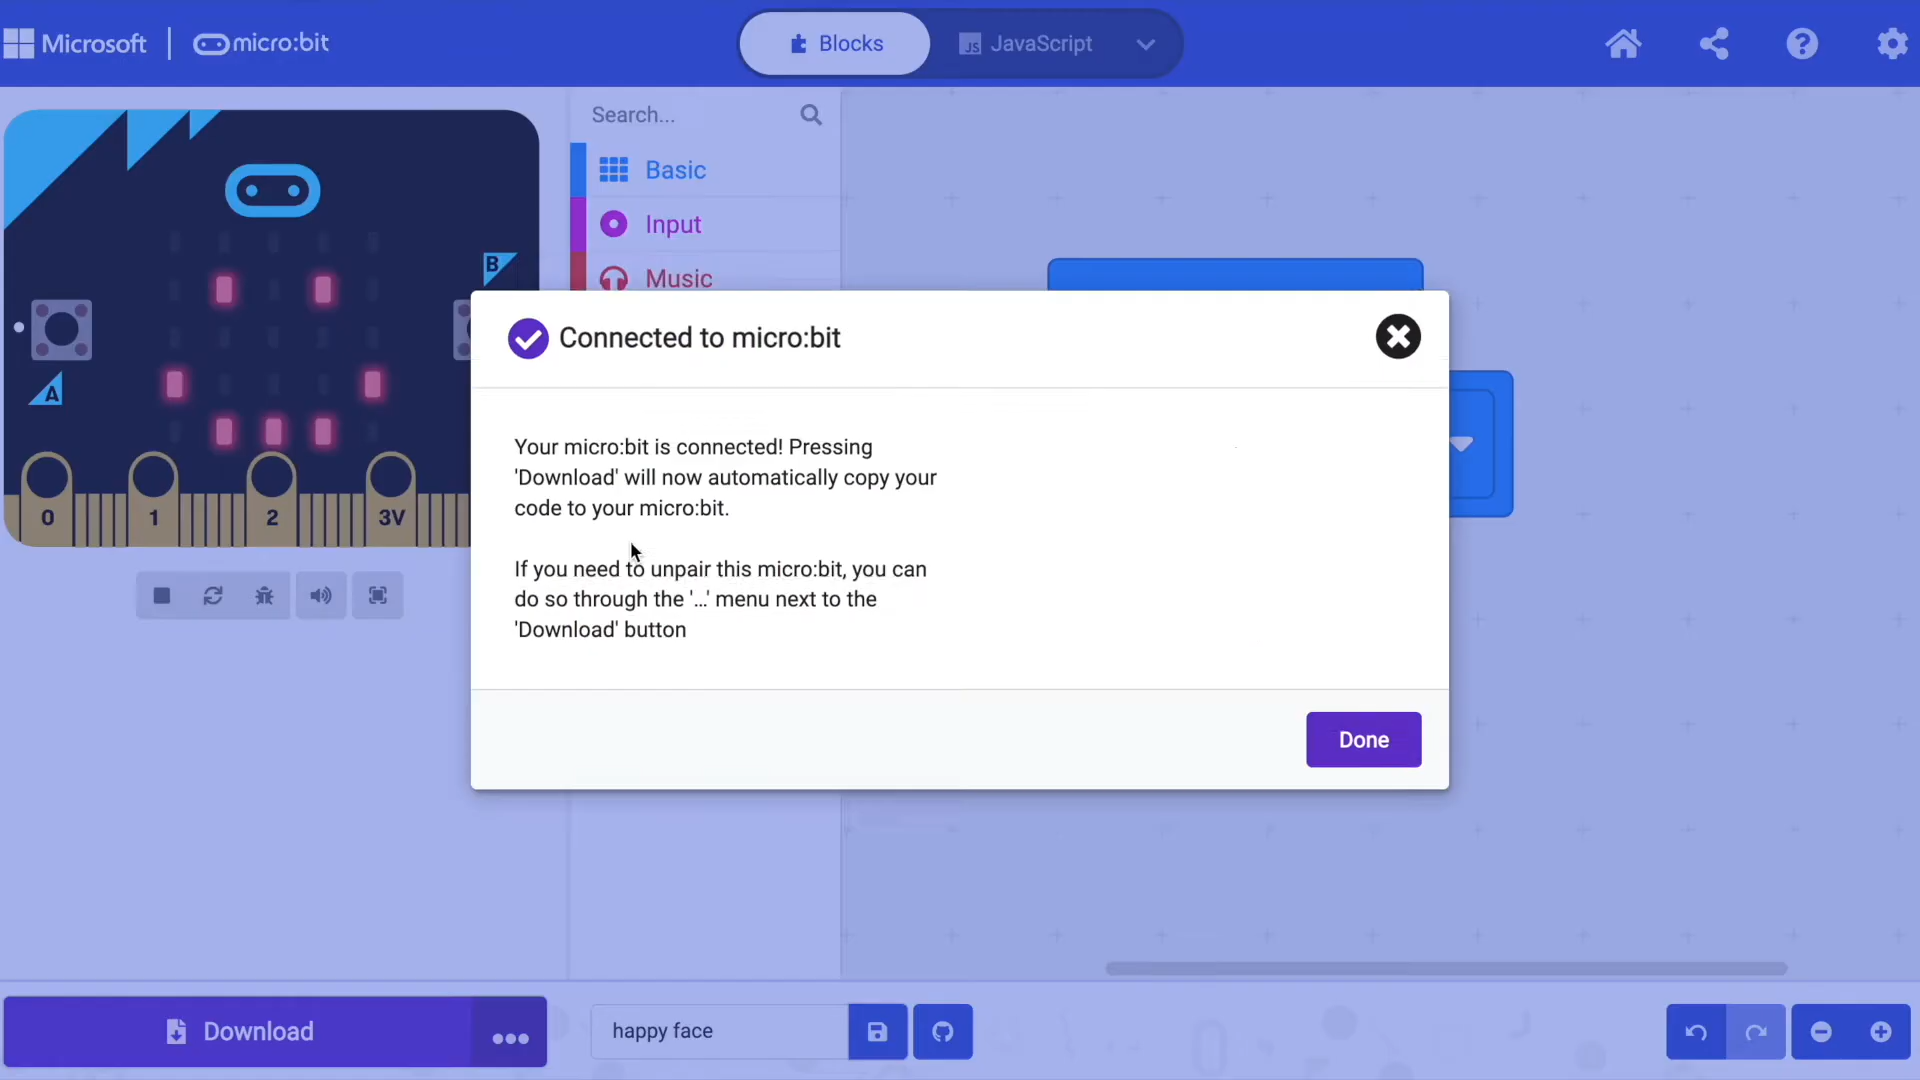 Microsoft
micro:bit
Blocks
JS JavaScript
Search...
Basic
Input
Music
B
A
0
1
2
3V
Connected to micro:bit
Your micro:bit is connected! Pressing
'Download' will now automatically copy your
code to your micro:bit.
If you need to unpair this micro:bit, you can
do so through the '...' menu next to the
'Download' button
Done
Download
happy face